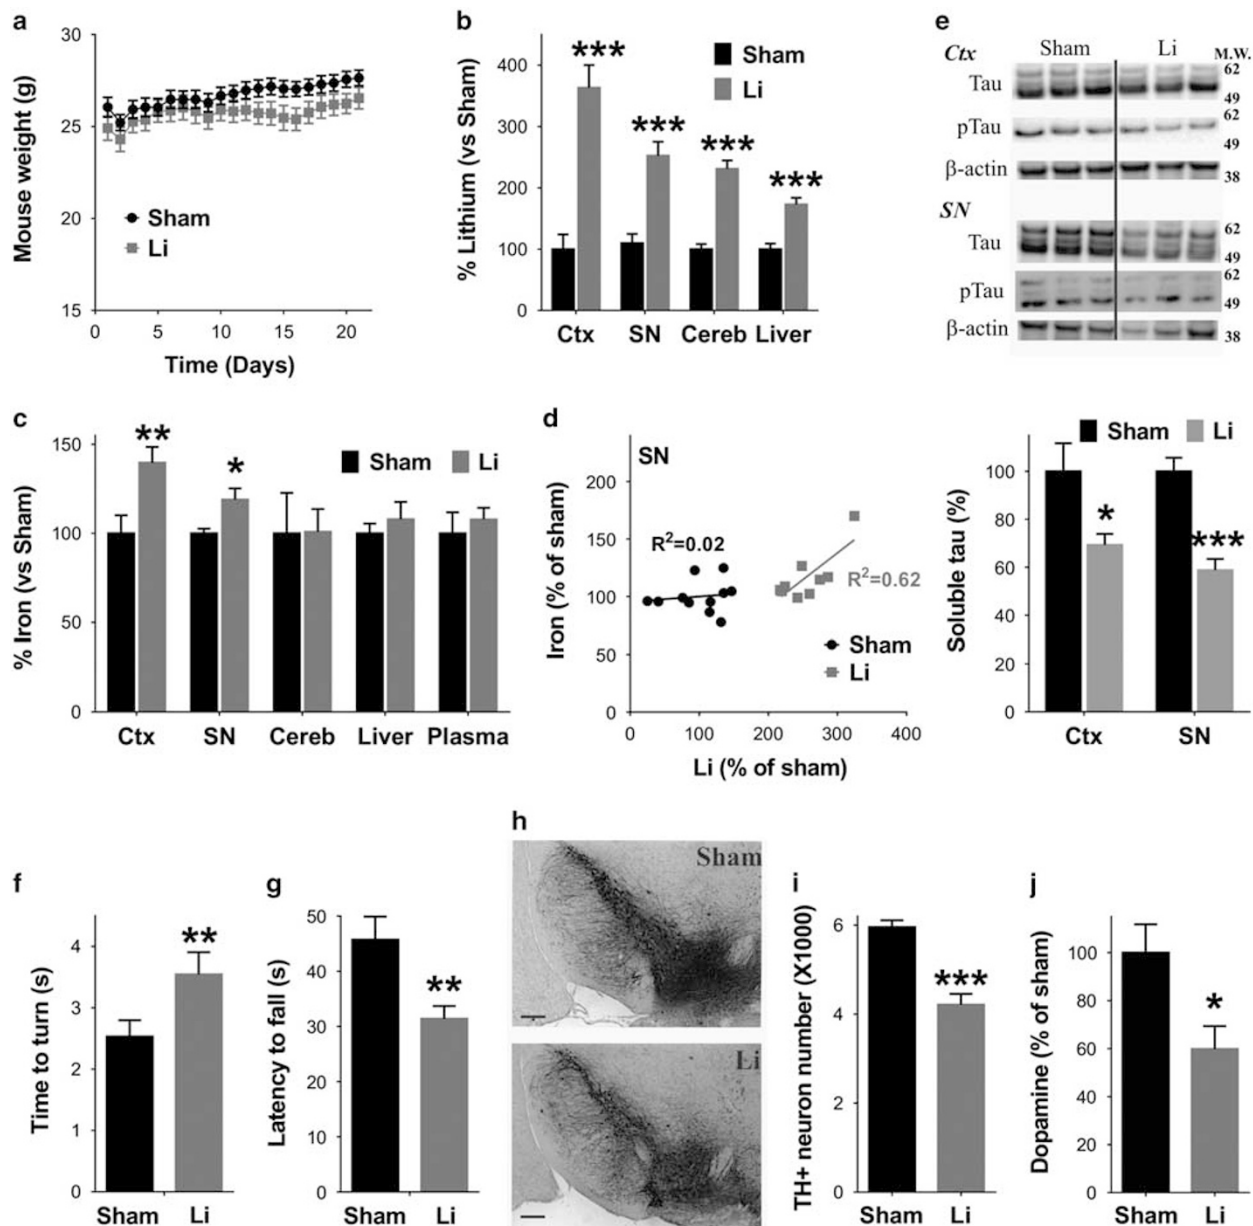 a
Mouse weight (g)
30
25
20
15
Sham
Li
0 5 10 15 20
Time (Days)
b
% Lithium (vs Sham)
400
300
200
100
0
*** *** *** ***
Sham
Li
Ctx SN Cereb Liver
e
Ctx Sham Li M.W.
Tau 62
49
pTau 62
49
β-actin 38
SN
Tau 62
49
pTau 62
49
β-actin 38
c
% Iron (vs Sham)
150
100
50
0
** *
Sham Li
Ctx SN Cereb Liver Plasma
d
SN
Iron (% of sham)
200
150
100
50
0
R²=0.02
R²=0.62
Sham
Li
0 100 200 300 400
Li (% of sham)
Sham Li
Soluble tau (%)
100
80
60
40
20
0
* ***
Ctx SN
f
Time to turn (s)
4
3
2
1
0
**
Sham Li
g
Latency to fall (s)
50
40
30
20
10
0
**
Sham Li
h
Sham
Li
i
TH+ neuron number (X1000)
6
4
2
0
***
Sham Li
j
Dopamine (% of sham)
100
80
60
40
20
0
*
Sham Li